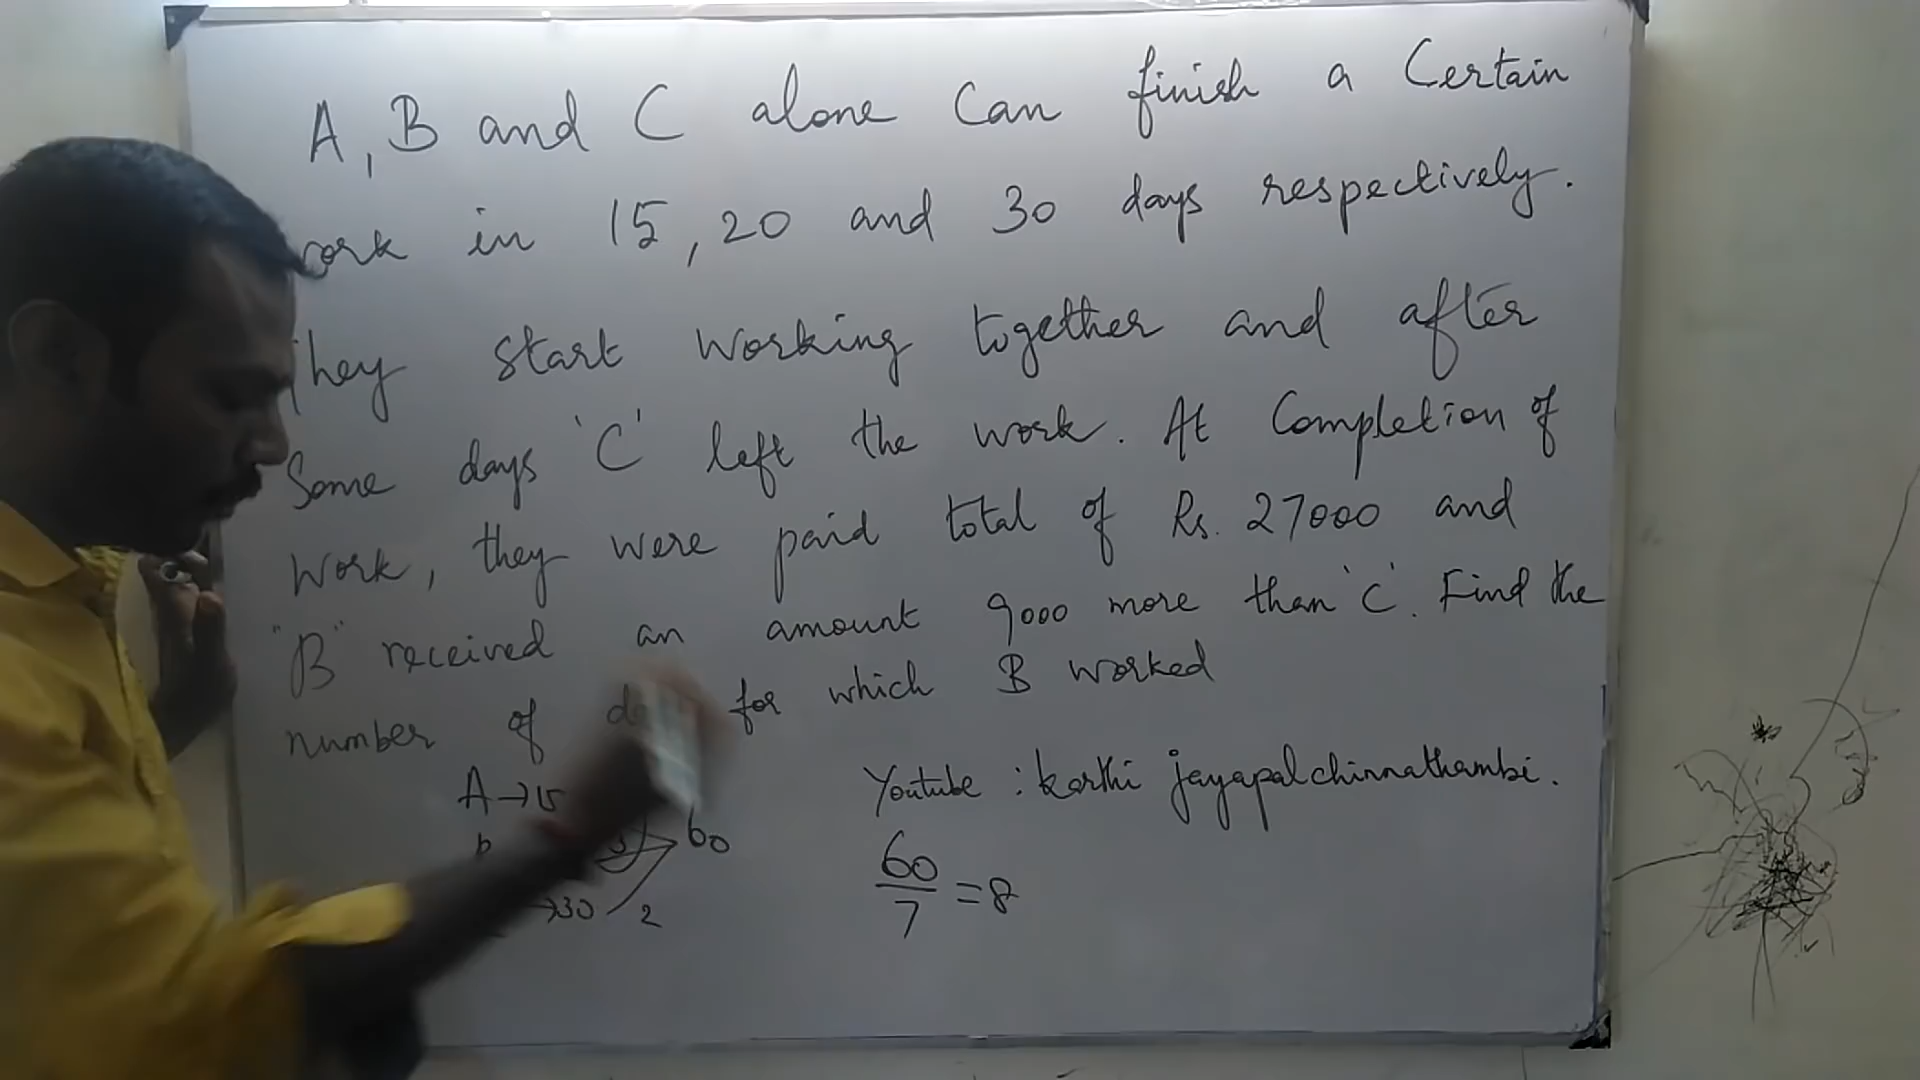 A, B and C alone Can finish a Certain
work in 15, 20 and 30 days respectively.
They start working together and after
Some days 'C' left the work. At Completion of
Work, they were paid total of Rs. 27000 and
"B" received an amount 9000 more than 'C'. Find the
number of for which B worked
A → 15
Youtube : karthi jayapalchinnathambi.
60
60
7
= 8
→30 2